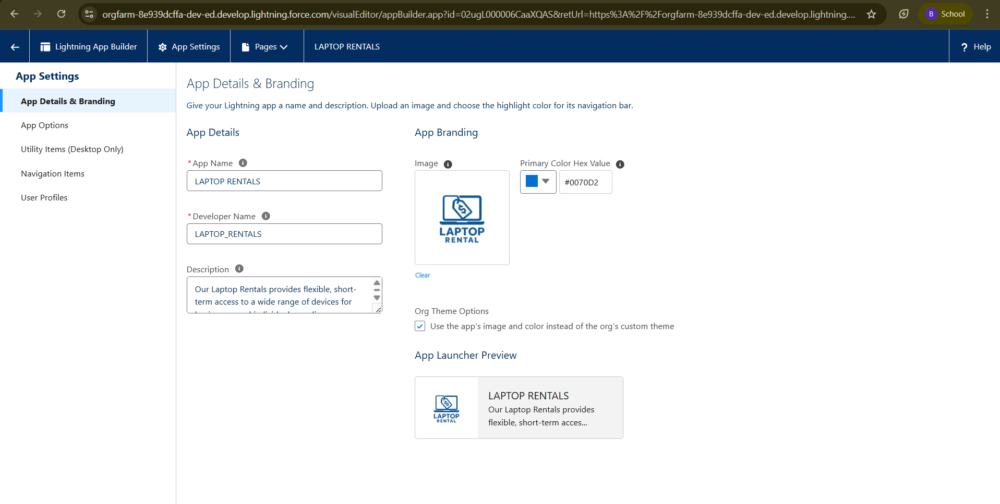 orgfarm-8e939dcffa-dev-ed.develop.lightning.force.com/visualEditor/appBuilder.app?id=02ugL000006CaaXQAS&retUrl=https%3A%2F%2Forgfarm-8e939dcffa-dev-ed.develop.lightning....
B School
Lightning App Builder
App Settings
Pages
LAPTOP RENTALS
? Help
App Settings
App Details & Branding
App Options
Utility Items (Desktop Only)
Navigation Items
User Profiles
App Details & Branding
Give your Lightning app a name and description. Upload an image and choose the highlight color for its navigation bar.
App Details
*App Name
LAPTOP RENTALS
*Developer Name
LAPTOP_RENTALS
Description
Our Laptop Rentals provides flexible, short-
term access to a wide range of devices for
App Branding
Image
LAPTOP
RENTAL
Clear
Primary Color Hex Value
#0070D2
Org Theme Options
Use the app's image and color instead of the org's custom theme
App Launcher Preview
LAPTOP
RENTAL
LAPTOP RENTALS
Our Laptop Rentals provides
flexible, short-term acces...